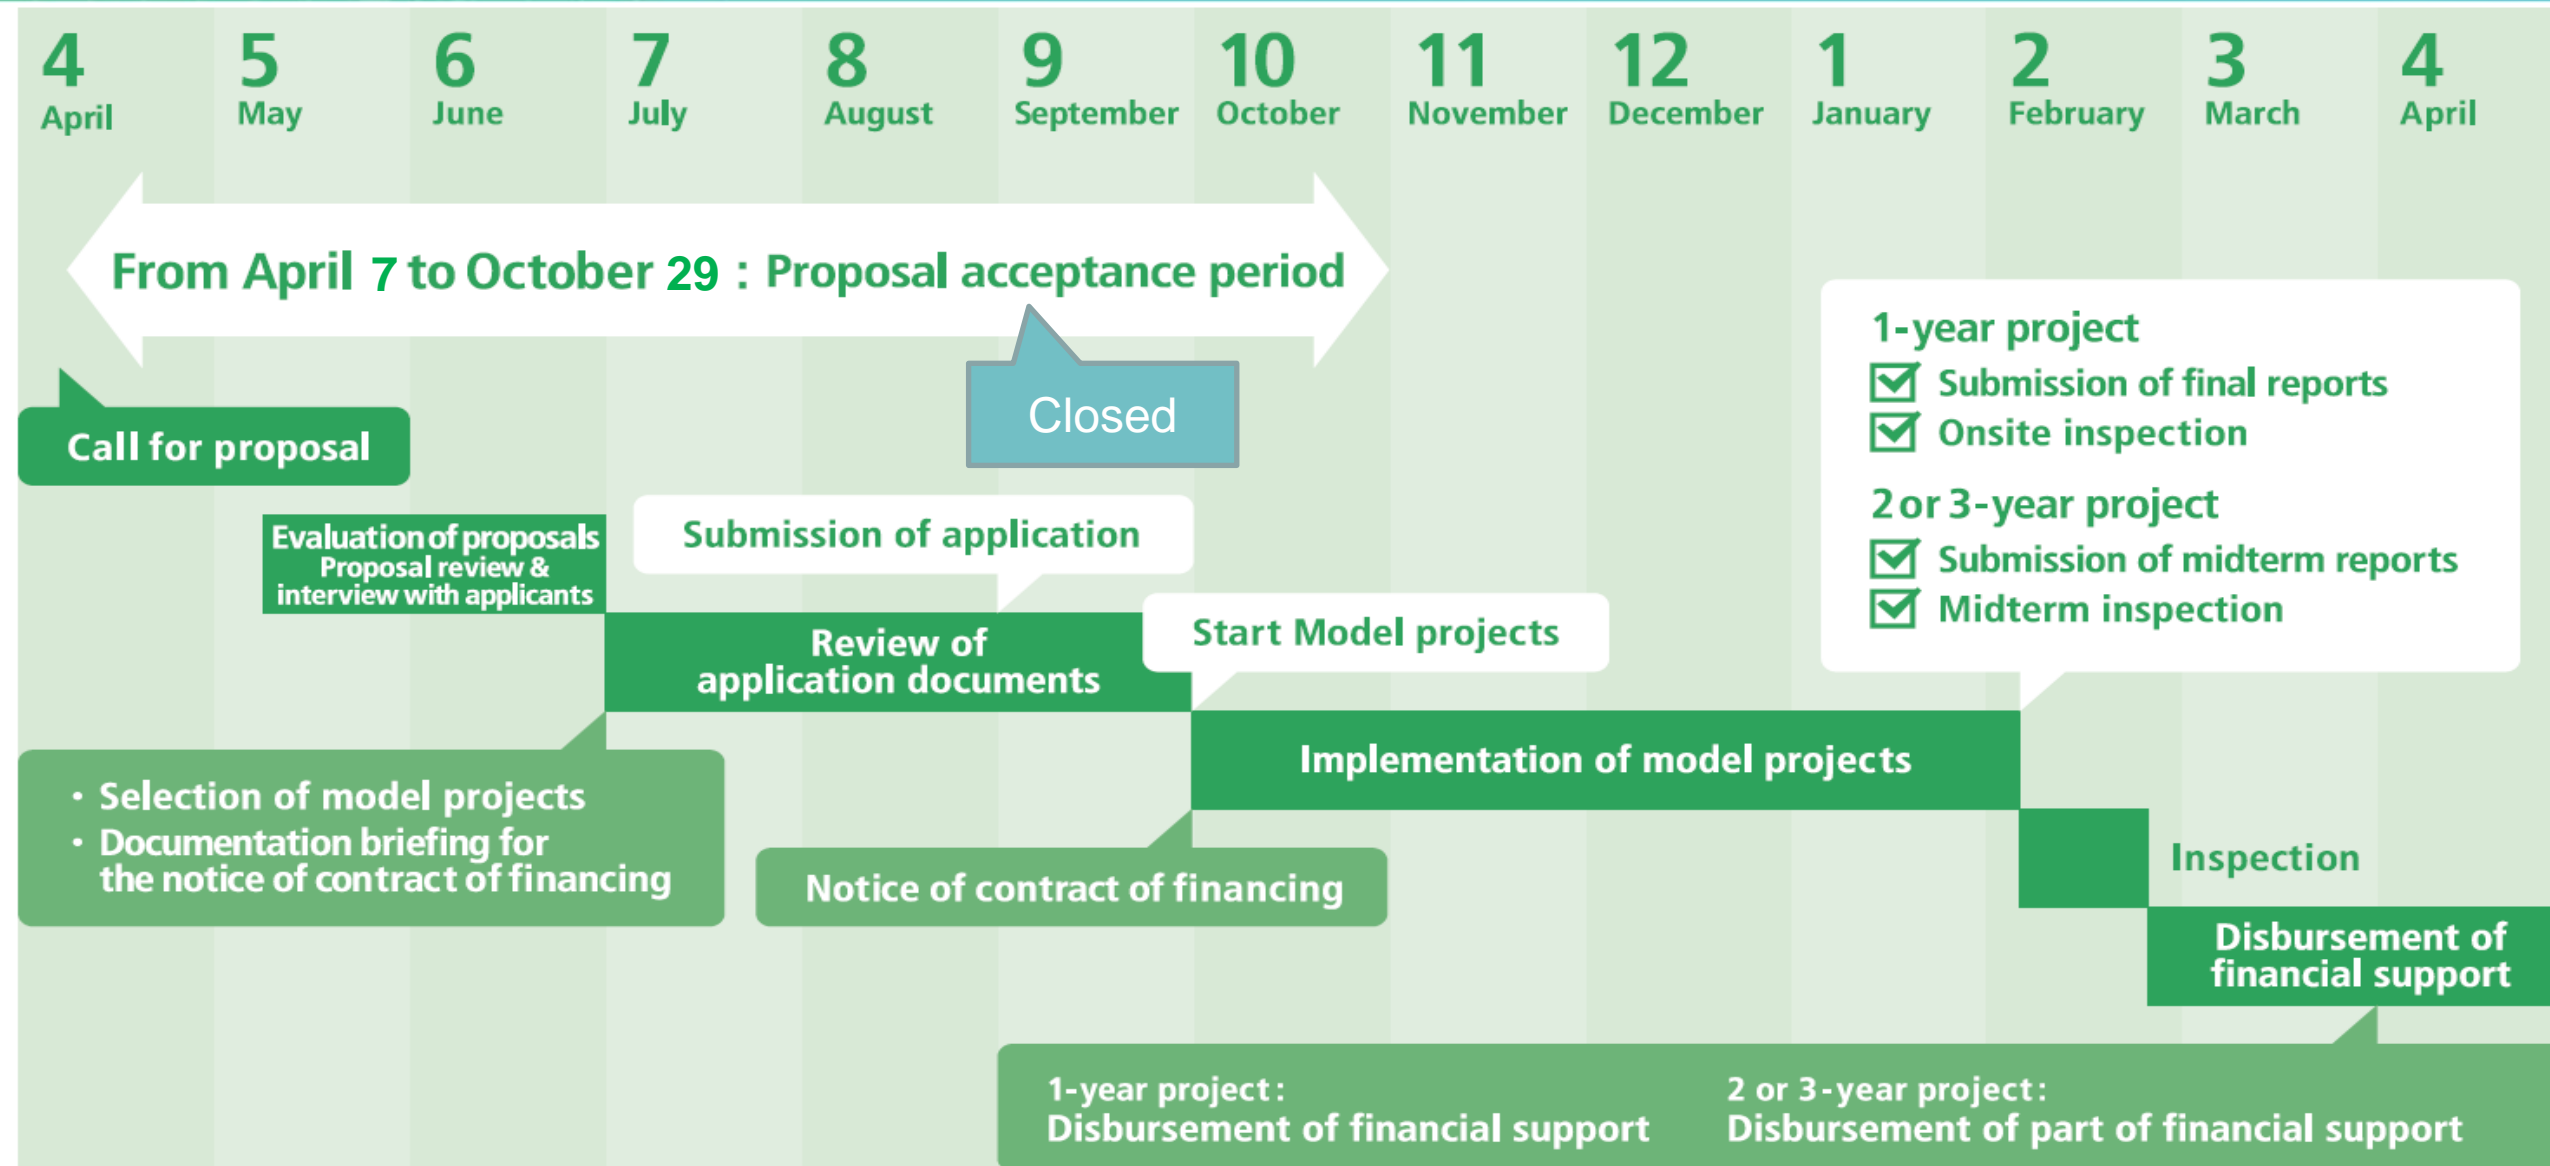 4 5 6 7 8 9 10 11 12 1 2 3 4
April May June July August September October November December January February March April
From April 7 to October 29 : Proposal acceptance period
Closed
Call for proposal
1-year project
Submission of final reports
Onsite inspection
2 or 3-year project
Submission of midterm reports
Midterm inspection
Evaluation of proposals
Proposal review &
interview with applicants
Submission of application
Review of
application documents
Start Model projects
・Selection of model projects
・Documentation briefing for
the notice of contract of financing
Implementation of model projects
Notice of contract of financing
Inspection
Disbursement of
financial support
1-year project:
Disbursement of financial support
2 or 3-year project:
Disbursement of part of financial support